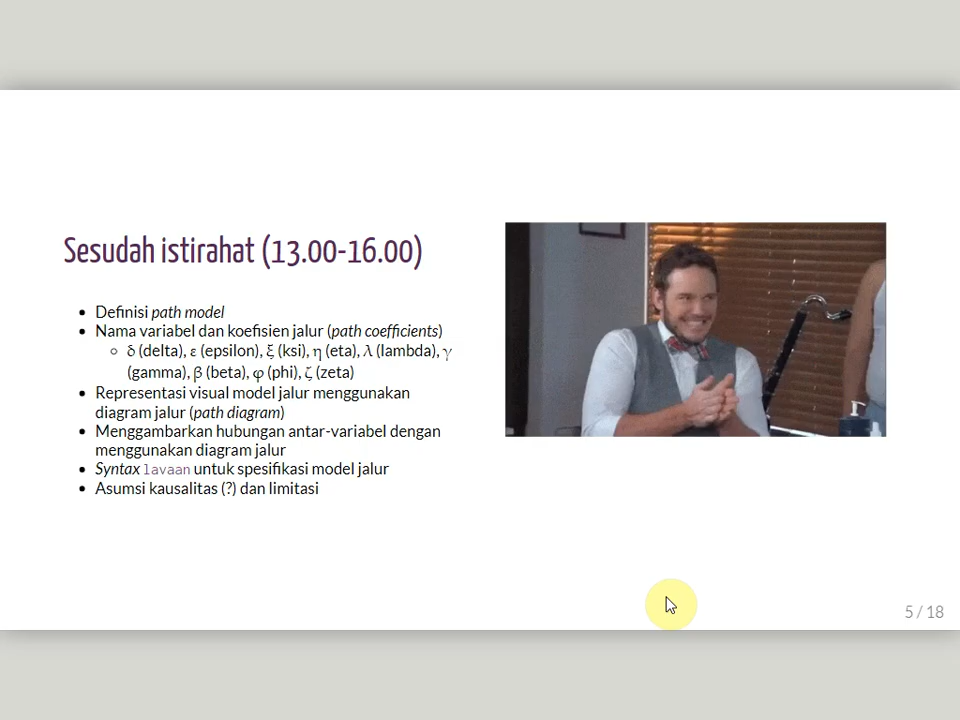 Sesudah istirahat (13.00-16.00)
Definisi path model
Nama variabel dan koefisien jalur (path coefficients)
δ (delta), ε (epsilon), ξ (ksi), η (eta), λ (lambda), γ
(gamma), β (beta), φ (phi), ζ (zeta)
Representasi visual model jalur menggunakan
diagram jalur (path diagram)
Menggambarkan hubungan antar-variabel dengan
menggunakan diagram jalur
Syntax lavaan untuk spesifikasi model jalur
Asumsi kausalitas (?) dan limitasi
5 / 18